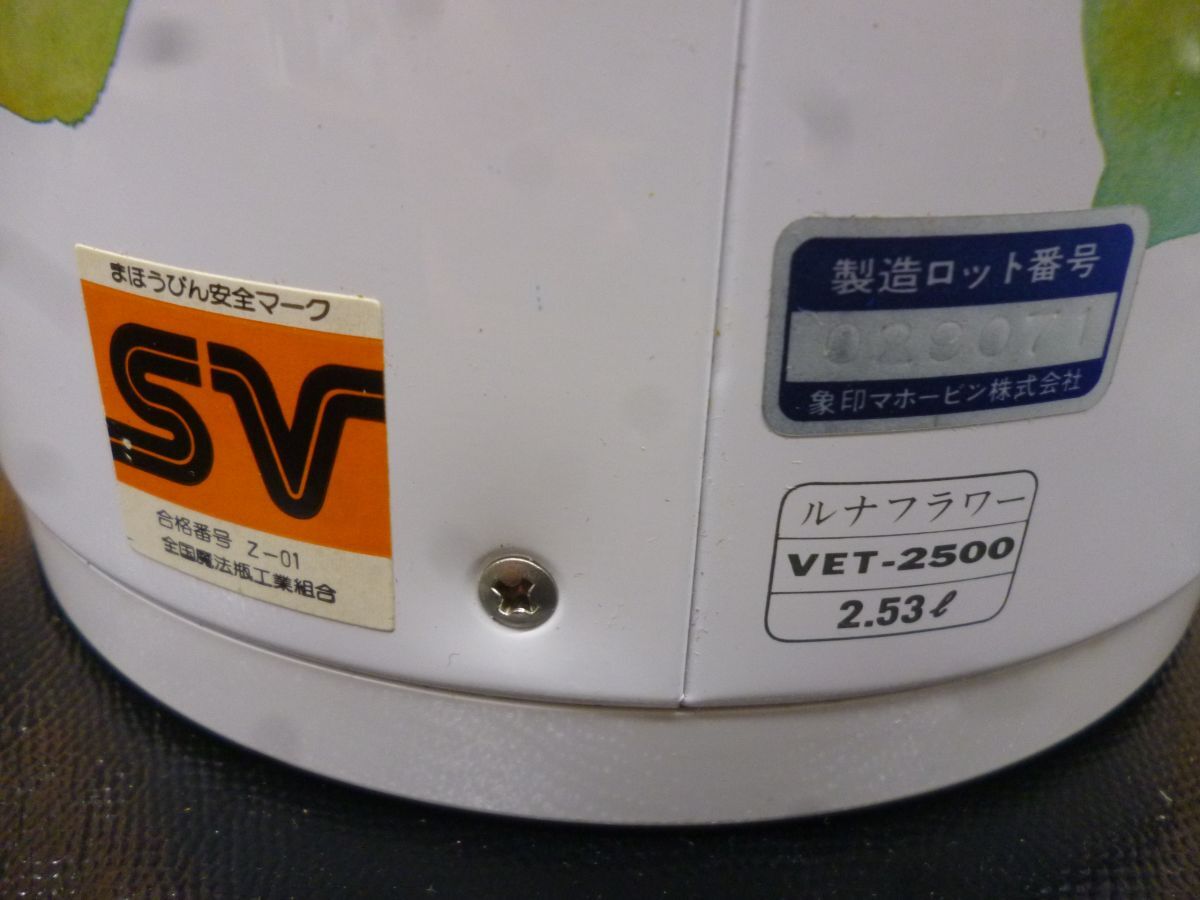 まほうびん安全マーク
SV
合格番号 Z-01
全国魔法瓶工業組合
製造ロット番号
029071
象印マホービン株式会社
ルナフラワー
VET-2500
2.53ℓ